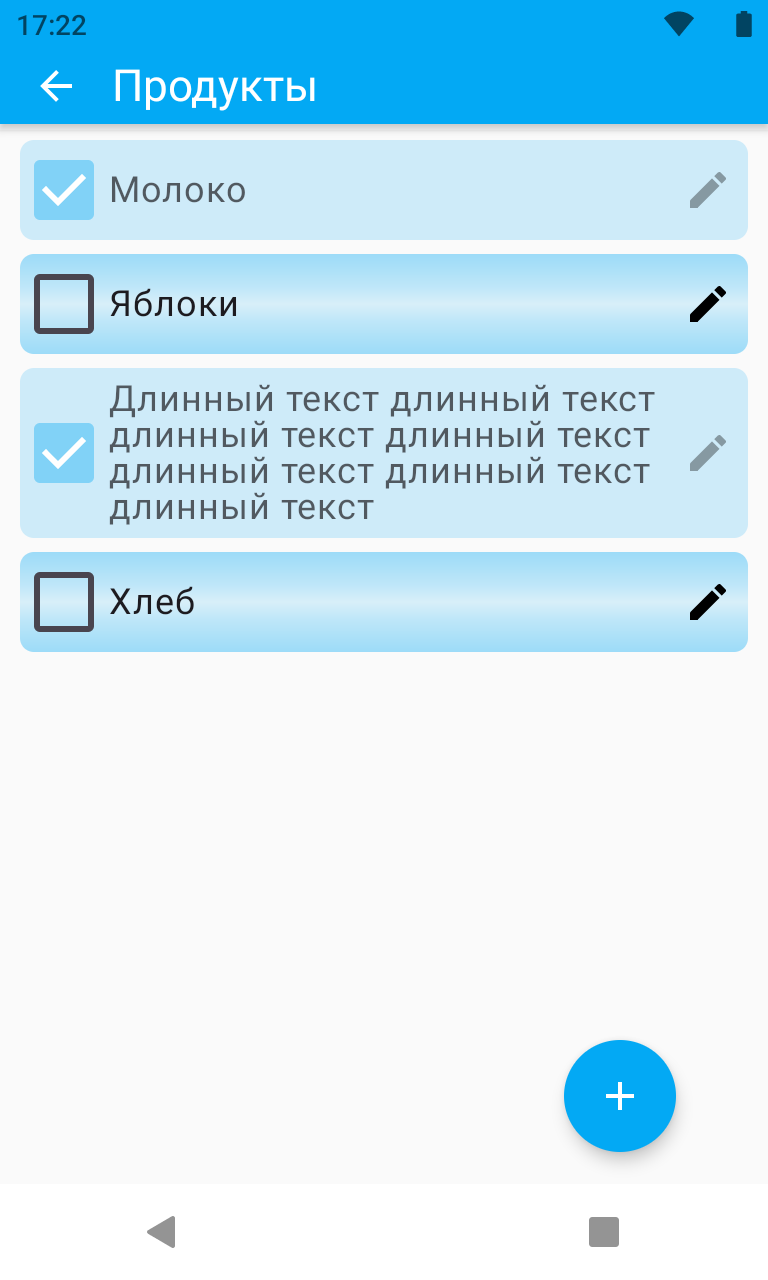 17:22
Продукты
Молоко
Яблоки
Длинный текст длинный текст
длинный текст длинный текст
длинный текст длинный текст
длинный текст
Хлеб